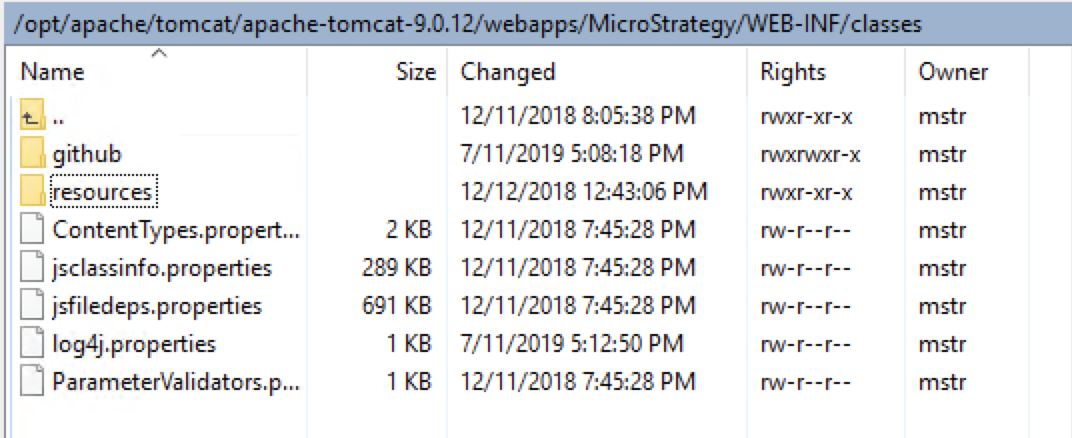 /opt/apache/tomcat/apache-tomcat-9.0.12/webapps/MicroStrategy/WEB-INF/classes
Name Size Changed Rights Owner
.. 12/11/2018 8:05:38 PM rwxr-xr-x mstr
github 7/11/2019 5:08:18 PM rwxrwxr-x mstr
resources 12/12/2018 12:43:06 PM rwxr-xr-x mstr
ContentTypes.propert... 2 KB 12/11/2018 7:45:28 PM rw-r--r-- mstr
jsclassinfo.properties 289 KB 12/11/2018 7:45:28 PM rw-r--r-- mstr
jsfiledeps.properties 691 KB 12/11/2018 7:45:28 PM rw-r--r-- mstr
log4j.properties 1 KB 7/11/2019 5:12:50 PM rw-r--r-- mstr
ParameterValidators.p... 1 KB 12/11/2018 7:45:28 PM rw-r--r-- mstr